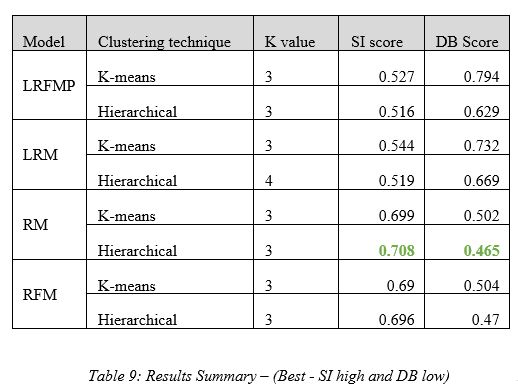 Model Clustering technique K value SI score DB Score
LRFMP K-means 3 0.527 0.794
Hierarchical 3 0.516 0.629
LRM K-means 3 0.544 0.732
Hierarchical 4 0.519 0.669
RM K-means 3 0.699 0.502
Hierarchical 3 0.708 0.465
RFM K-means 3 0.69 0.504
Hierarchical 3 0.696 0.47
Table 9: Results Summary – (Best - SI high and DB low)